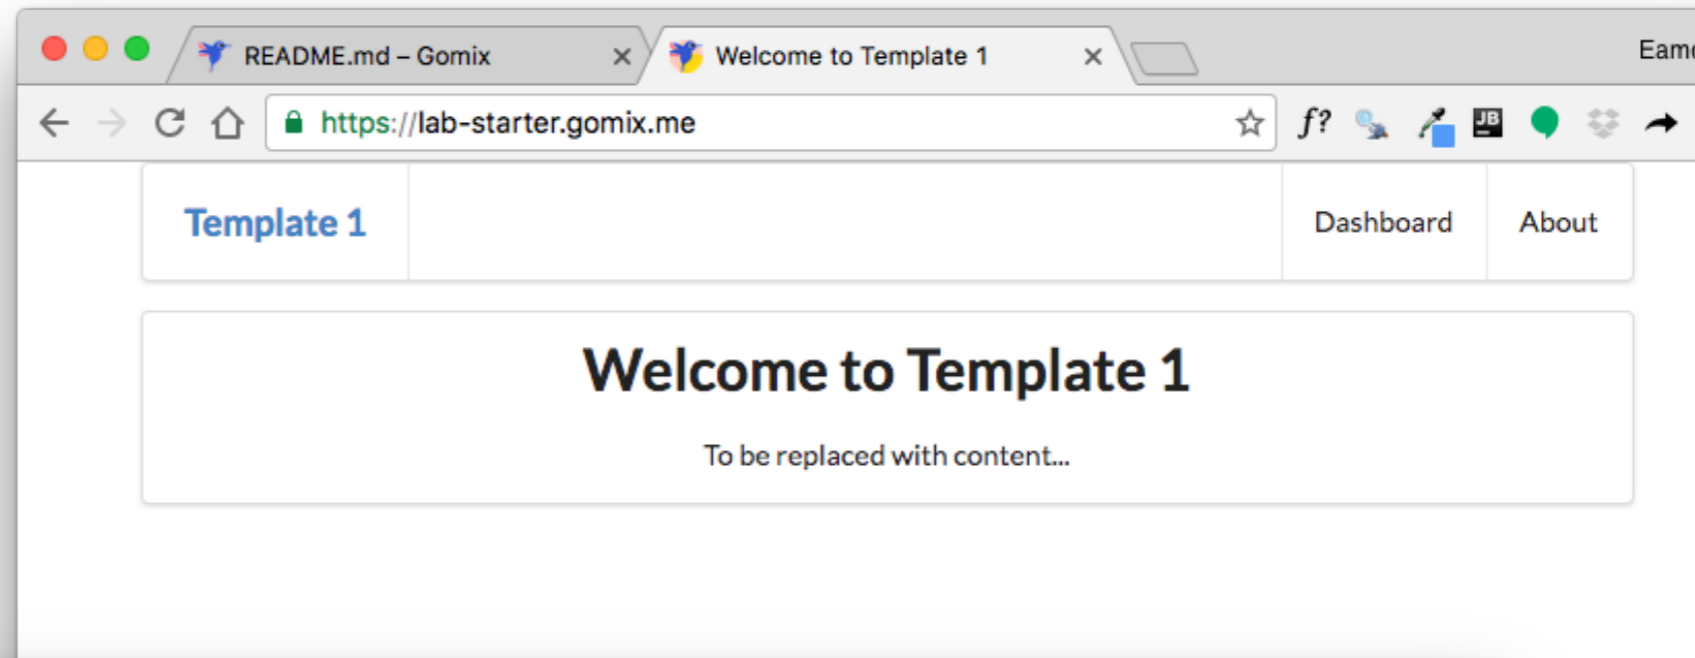 README.md – Gomix
Welcome to Template 1
Eamo
https://lab-starter.gomix.me
f?
JB
Template 1
Dashboard
About
Welcome to Template 1
To be replaced with content...